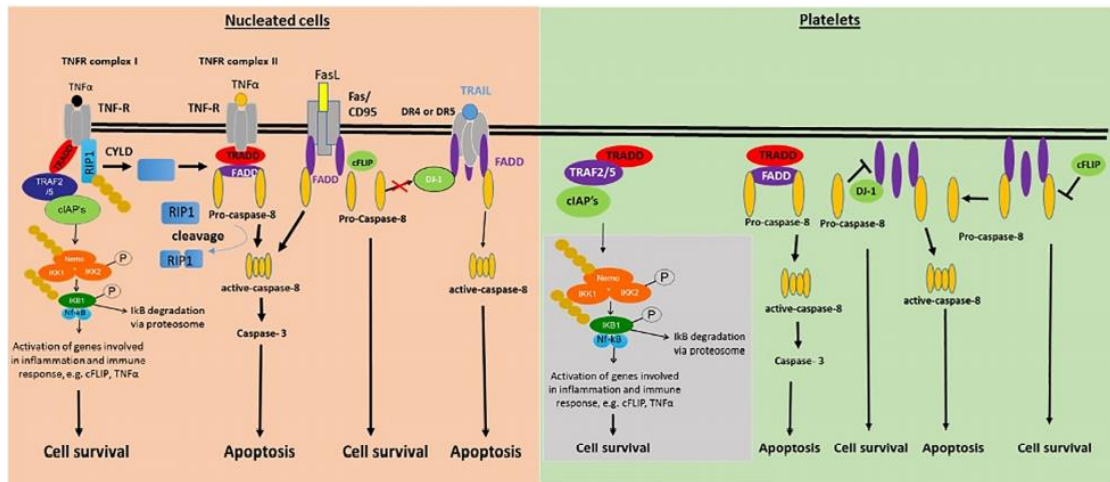 Nucleated cells
TNFR complex I
TNFα
TNF-R
TRADD
RIP1
CYLD
TRAF2
/5
cIAP's
Nemo
IKK1
IKK2
P
P
IKB1
Nf-kB
IkB degradation
via proteosome
Activation of genes involved
in inflammation and immune
response, e.g. cFLIP, TNFα
Cell survival
TNFR complex II
TNFα
TNF-R
TRADD
FADD
Pro-caspase-8
RIP1
cleavage
RIP1
active-caspase-8
Caspase-3
Apoptosis
FasL
Fas/
CD95
FADD
cFLIP
Pro-Caspase-8
Cell survival
TRAIL
DR4 or DR5
FADD
DJ-1
active-caspase-8
Apoptosis
Platelets
TRADD
TRAF2/5
cIAP's
Nemo
IKK1
IKK2
P
P
IKB1
Nf-kB
IkB degradation
via proteosome
Activation of genes involved
in inflammation and immune
response, e.g. cFLIP, TNFα
Cell survival
TRADD
FADD
Pro-caspase-8
active-caspase-8
Caspase- 3
Apoptosis
DJ-1
Pro-caspase-8
Cell survival
Pro-caspase-8
active-caspase-8
Apoptosis
cFLIP
Cell survival